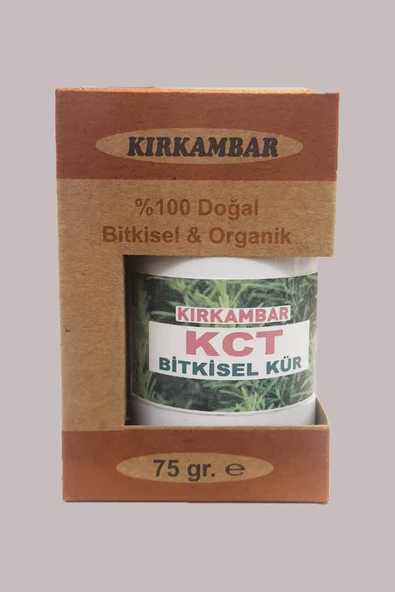 KIRKAMBAR
%100 Doğal
Bitkisel & Organik
KIRKAMBAR
KCT
BİTKİSEL KÜR
75 gr. ℮